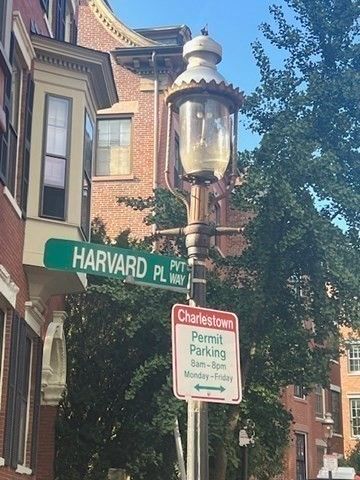 HARVARD PL PVT WAY
Charlestown
Permit
Parking
8am-8pm
Monday-Friday